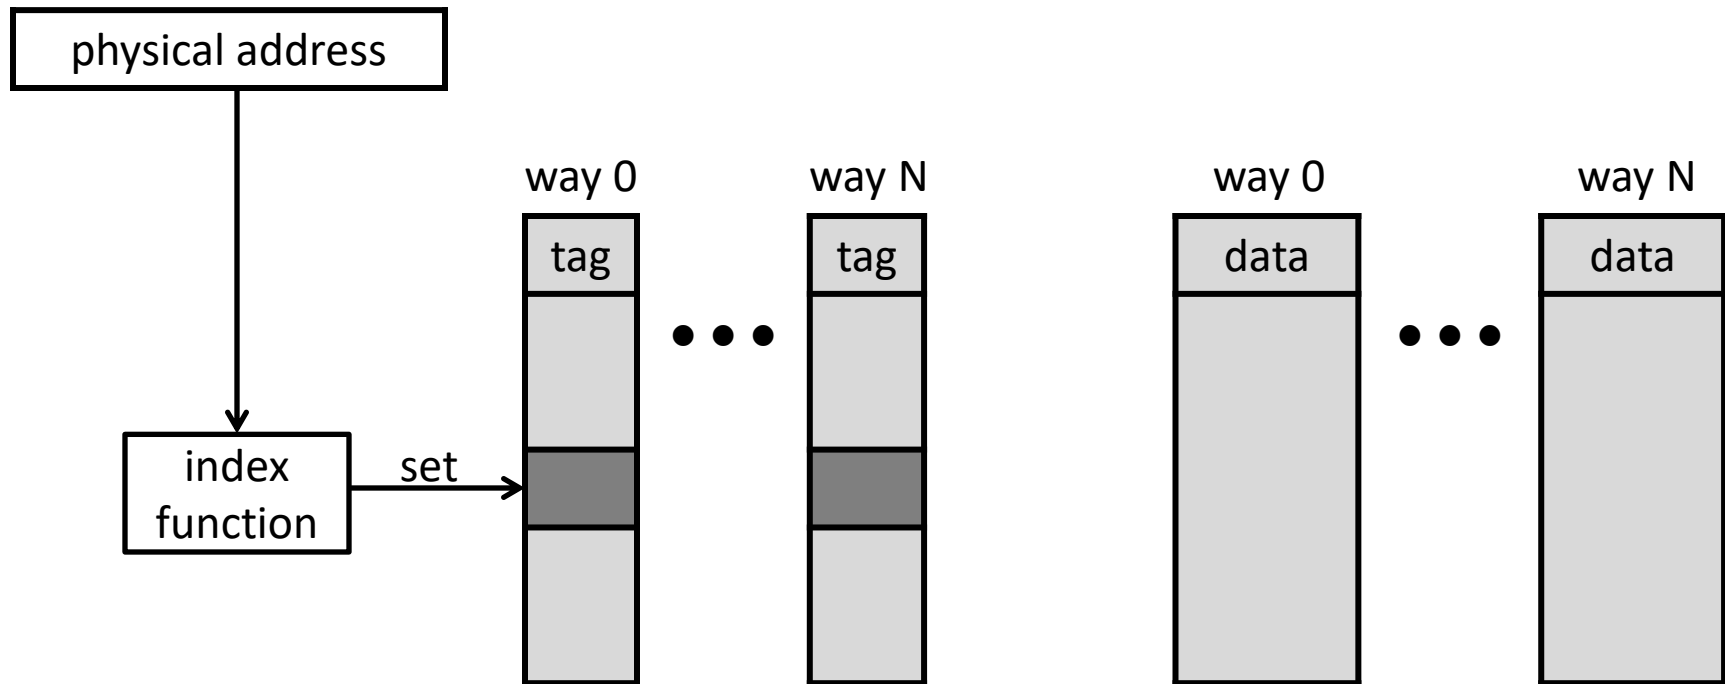 physical address
way 0
way N
way 0
way N
tag
tag
data
data
index
function
set